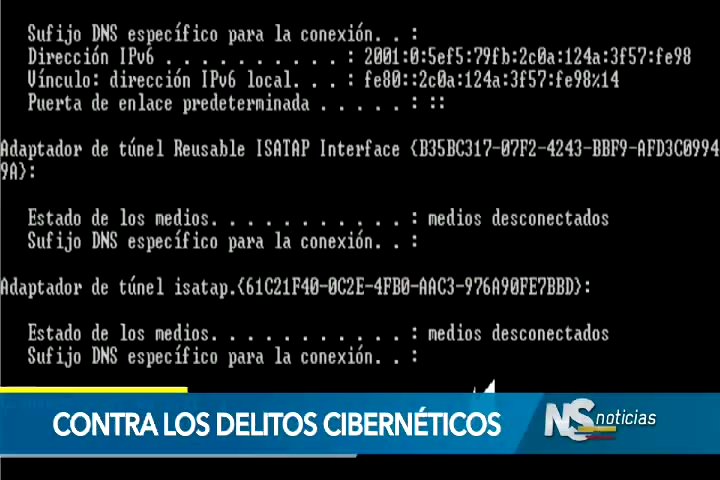 Sufijo DNS específico para la conexión. . :
Dirección IPv6 . . . . . . . . . . : 2001:0:5ef5:79fb:2c0a:124a:3f57:fe98
Vínculo: dirección IPv6 local. . . : fe80::2c0a:124a:3f57:fe98%14
Puerta de enlace predeterminada . . . . . : ::
Adaptador de túnel Reusable ISATAP Interface {B35BC317-07F2-4243-BBF9-AFD3C0994
9A}:
Estado de los medios. . . . . . . . . . . : medios desconectados
Sufijo DNS específico para la conexión. . :
Adaptador de túnel isatap.{61C21F40-0C2E-4FB0-AAC3-976A90FE7BBD}:
Estado de los medios. . . . . . . . . . . : medios desconectados
Sufijo DNS específico para la conexión. . :
CONTRA LOS DELITOS CIBERNÉTICOS
NS noticias